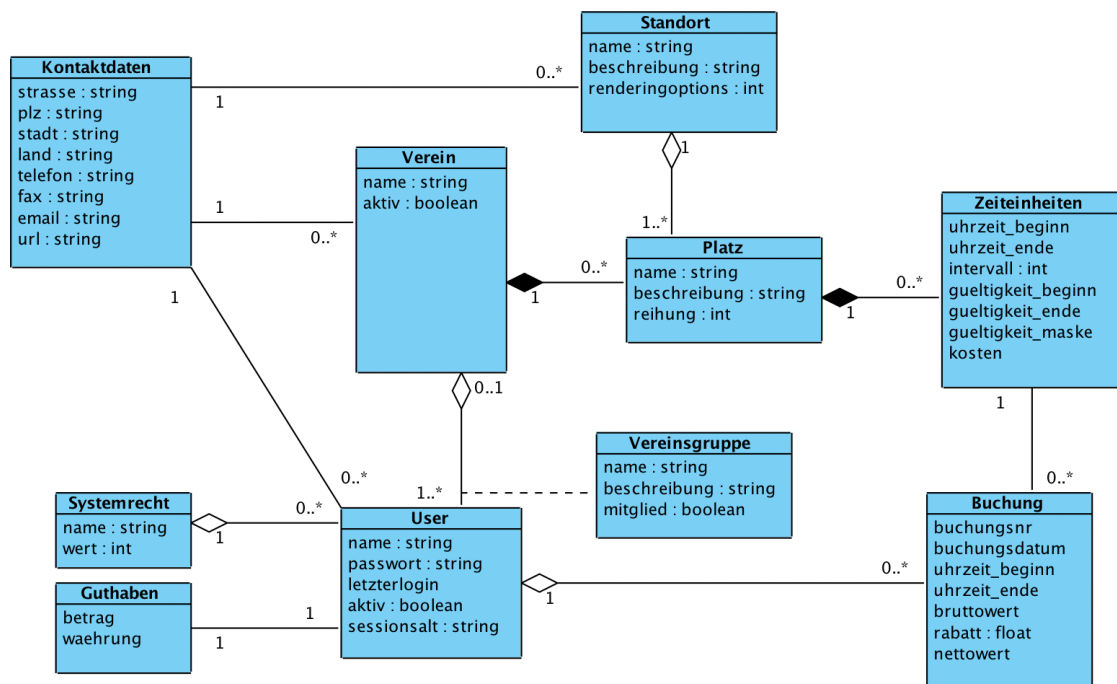 Standort
name : string
beschreibung : string
renderingoptions : int
Kontaktdaten
strasse : string
plz : string
stadt : string
land : string
telefon : string
fax : string
email : string
url : string
1
0..*
1
0..*
1
0..*
Verein
name : string
aktiv : boolean
1
1..*
Platz
name : string
beschreibung : string
reihung : int
1
0..*
Zeiteinheiten
uhrzeit_beginn
uhrzeit_ende
intervall : int
gueltigkeit_beginn
gueltigkeit_ende
gueltigkeit_maske
kosten
1
0..*
0..1
1..*
Vereinsgruppe
name : string
beschreibung : string
mitglied : boolean
1
0..*
Systemrecht
name : string
wert : int
1
0..*
User
name : string
passwort : string
letzterlogin
aktiv : boolean
sessionsalt : string
1
0..*
Buchung
buchungsnr
buchungsdatum
uhrzeit_beginn
uhrzeit_ende
bruttowert
rabatt : float
nettowert
Guthaben
betrag
waehrung
1
1